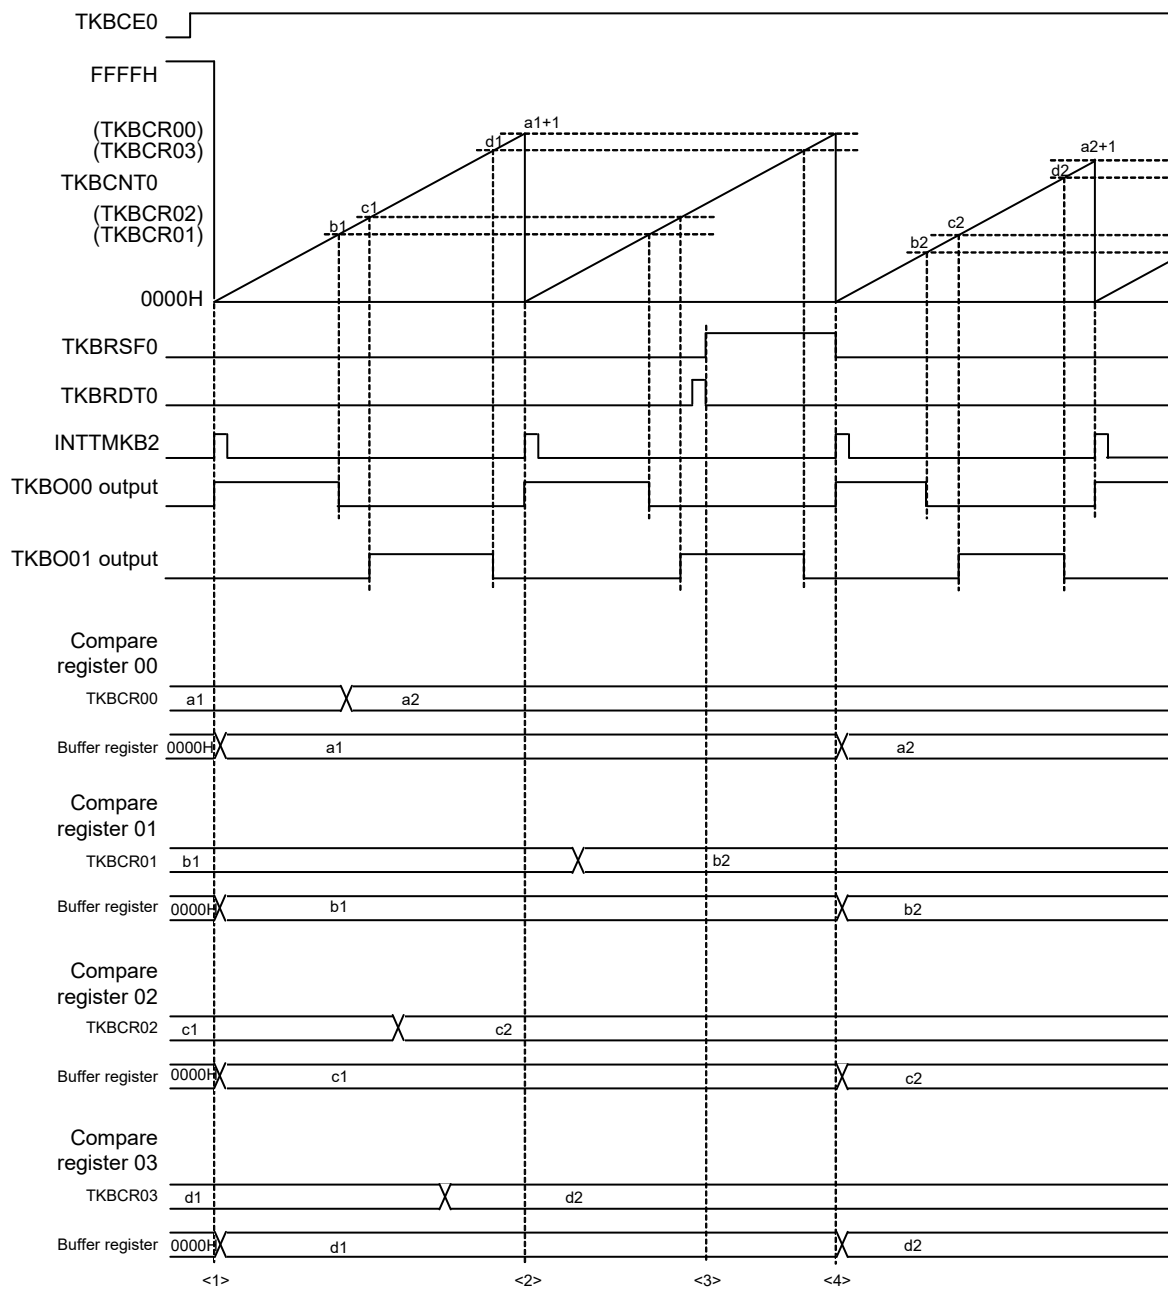 TKBCE0
FFFFH
(TKBCR00)
a1+1
(TKBCR03)
d1
a2+1
TKBCNT0
d2
(TKBCR02)
c1
c2
(TKBCR01)
b1
b2
0000H
TKBRSF0
TKBRDT0
INTTMKB2
TKBO00 output
TKBO01 output
Compare
register 00
TKBCR00 a1 a2
Buffer register 0000H a1 a2
Compare
register 01
TKBCR01 b1 b2
Buffer register 0000H b1 b2
Compare
register 02
TKBCR02 c1 c2
Buffer register 0000H c1 c2
Compare
register 03
TKBCR03 d1 d2
Buffer register 0000H d1 d2
<1> <2> <3> <4>